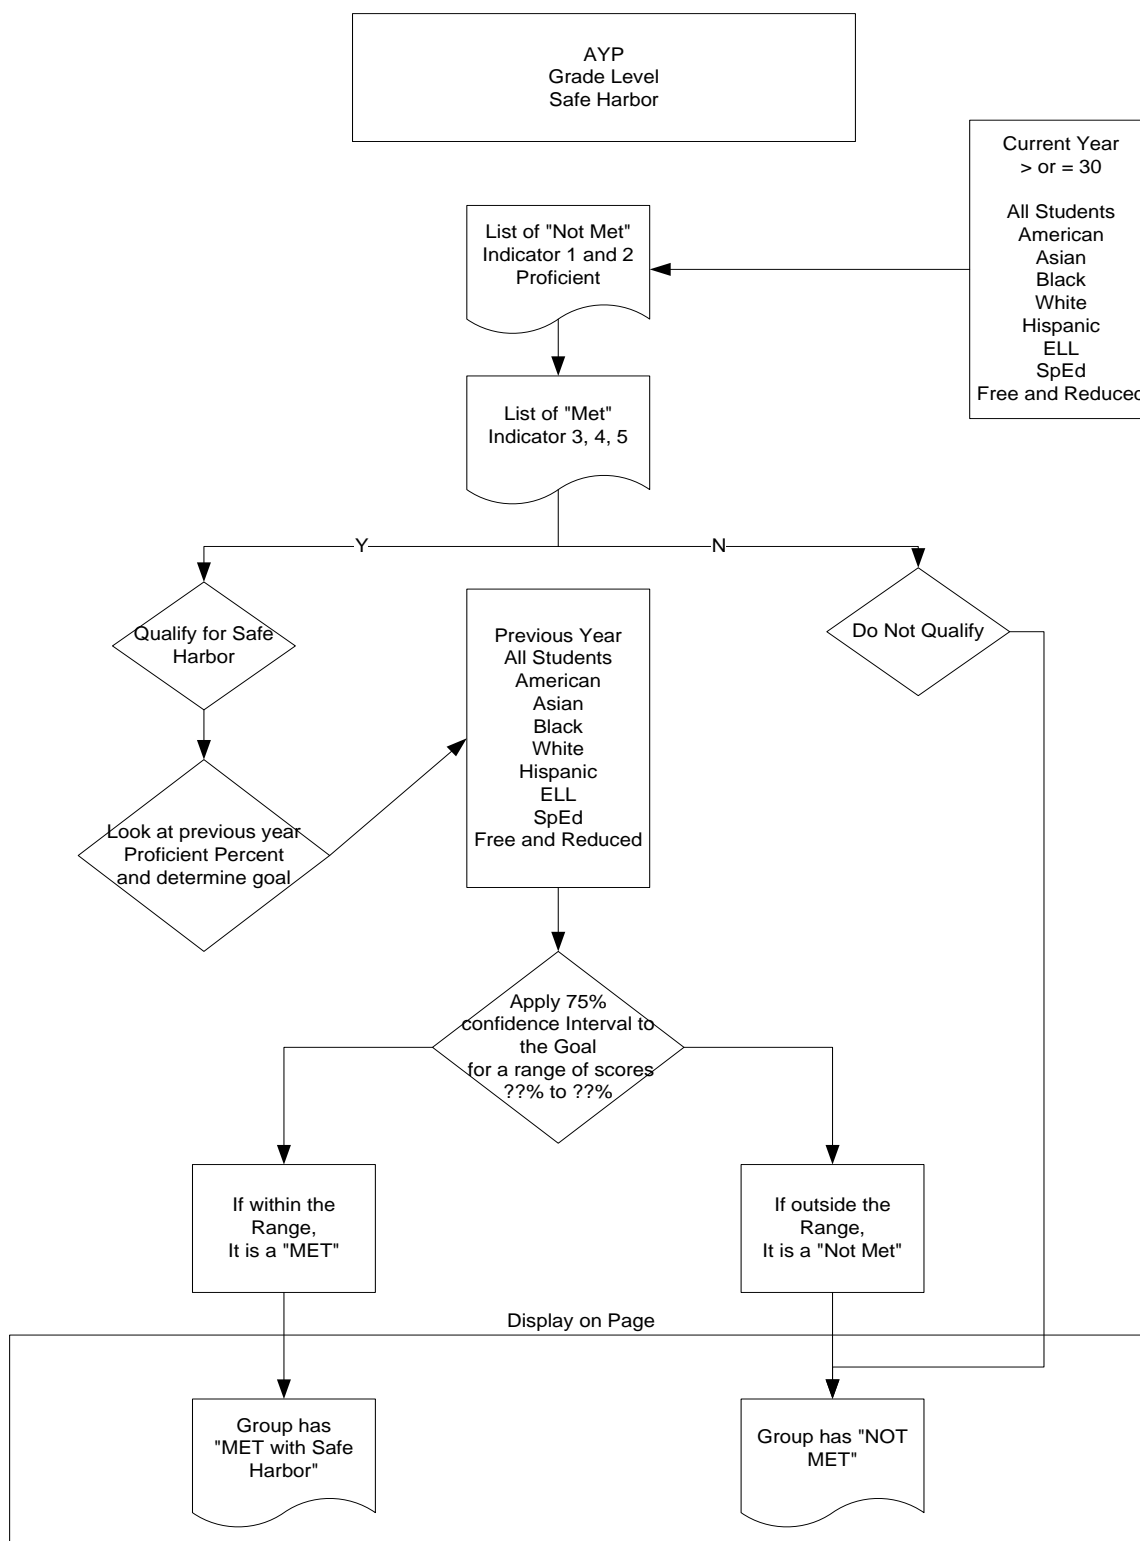 AYP
Grade Level
Safe Harbor
Current Year
> or = 30
All Students
American
Asian
Black
White
Hispanic
ELL
SpEd
Free and Reduced
List of "Not Met"
Indicator 1 and 2
Proficient
List of "Met"
Indicator 3, 4, 5
Y
N
Qualify for Safe
Harbor
Do Not Qualify
Previous Year
All Students
American
Asian
Black
White
Hispanic
ELL
SpEd
Free and Reduced
Look at previous year
Proficient Percent
and determine goal
Apply 75%
confidence Interval to
the Goal
for a range of scores
??% to ??%
If within the
Range,
It is a "MET"
If outside the
Range,
It is a "Not Met"
Display on Page
Group has
"MET with Safe
Harbor"
Group has "NOT
MET"